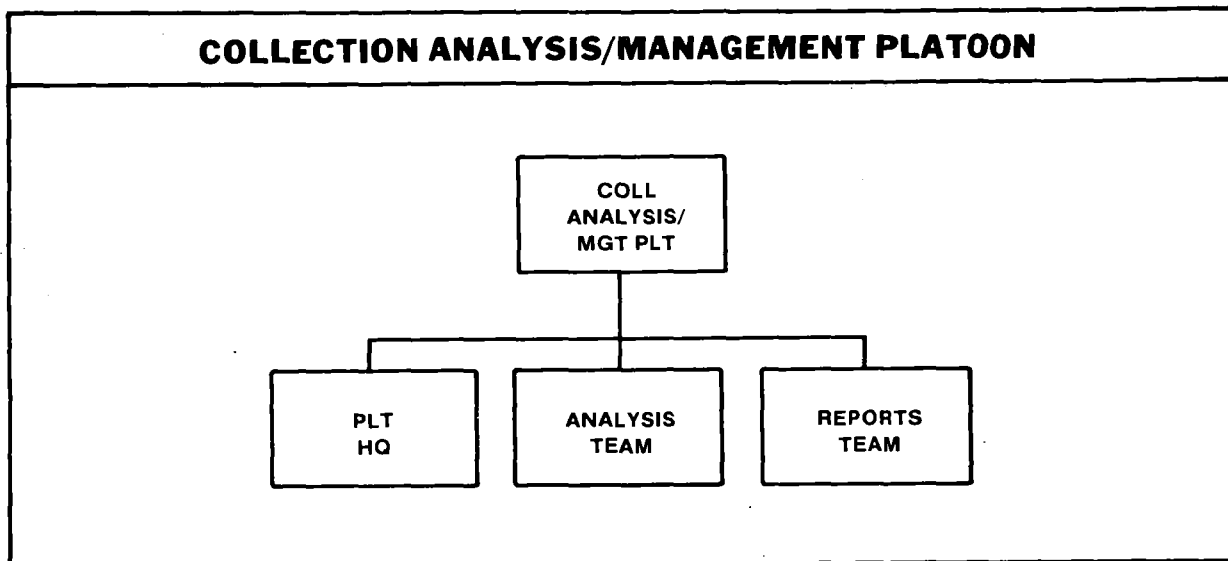 COLLECTION ANALYSIS/MANAGEMENT PLATOON
COLL
ANALYSIS/
MGT PLT
PLT
HQ
ANALYSIS
TEAM
REPORTS
TEAM